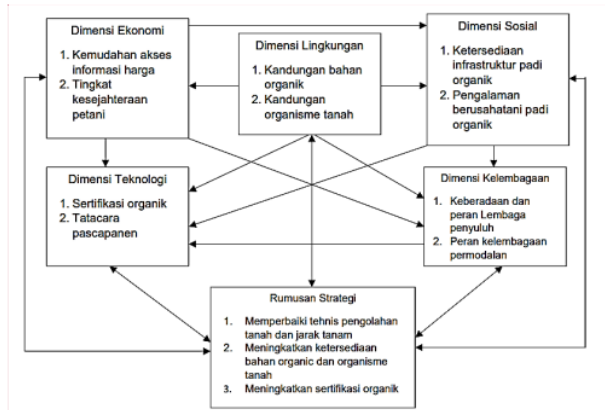 Dimensi Ekonomi
1. Kemudahan akses
informasi harga
2. Tingkat
kesejahteraan
petani
Dimensi Lingkungan
1. Kandungan bahan
organik
2. Kandungan
organisme tanah
Dimensi Sosial
1. Ketersediaan
infrastruktur padi
organik
2. Pengalaman
berusahatani padi
organik
Dimensi Teknologi
1. Sertifikasi organik
2. Tatacara
pascapanen
Dimensi Kelembagaan
1. Keberadaan dan
peran Lembaga
penyuluh
2. Peran kelembagaan
permodalan
Rumusan Strategi
1. Memperbaiki tehnis pengolahan
tanah dan jarak tanam
2. Meningkatkan ketersediaan
bahan organic dan organisme
tanah
3. Meningkatkan sertifikasi organik